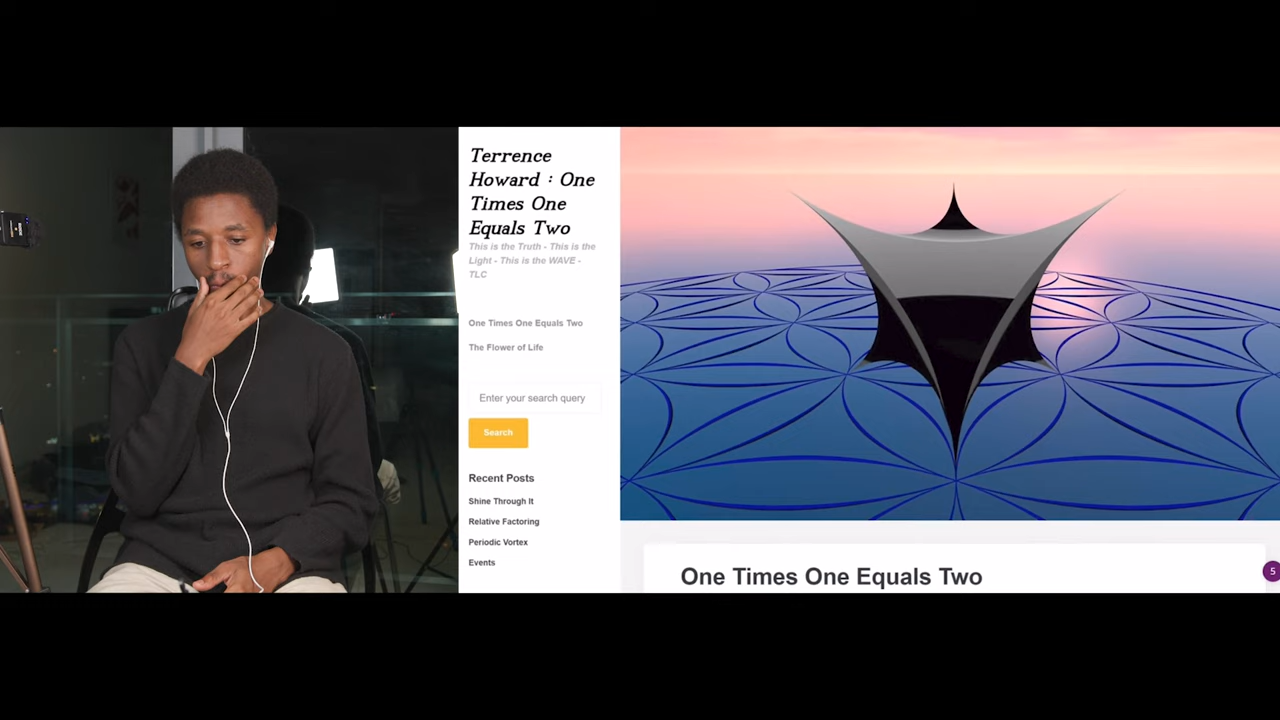 Terrence
Howard : One
Times One
Equals Two
This is the Truth - This is the
Light - This is the WAVE -
TLC
One Times One Equals Two
The Flower of Life
Enter your search query
Search
Recent Posts
Shine Through It
Relative Factoring
Periodic Vortex
Events
One Times One Equals Two
5